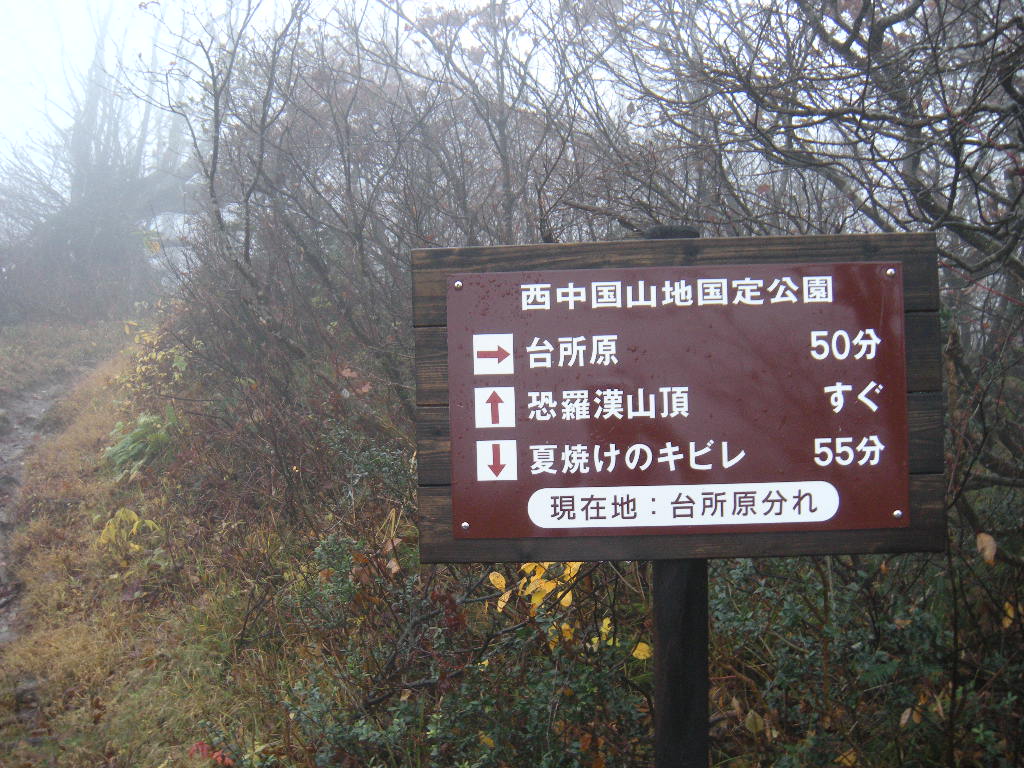 西中国山地国定公園
→ 台所原 50分
↑ 恐羅漢山頂 すぐ
↓ 夏焼けのキビレ 55分
現在地：台所原分れ